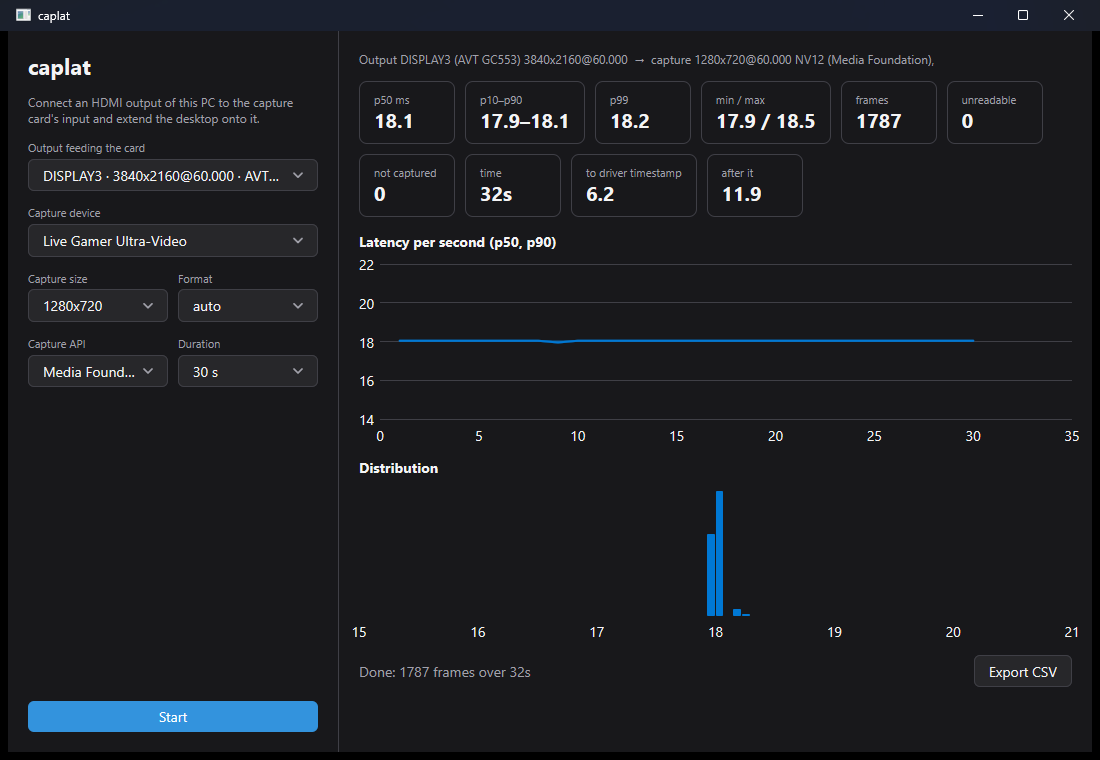 caplat
caplat
Connect an HDMI output of this PC to the capture
card's input and extend the desktop onto it.
Output feeding the card
DISPLAY3 · 3840x2160@60.000 · AVT...
Capture device
Live Gamer Ultra-Video
Capture size
Format
1280x720
auto
Capture API
Duration
Media Found...
30 s
Start
Output DISPLAY3 (AVT GC553) 3840x2160@60.000 → capture 1280x720@60.000 NV12 (Media Foundation),
p50 ms
18.1
p10–p90
17.9–18.1
p99
18.2
min / max
17.9 / 18.5
frames
1787
unreadable
0
not captured
0
time
32s
to driver timestamp
6.2
after it
11.9
Latency per second (p50, p90)
22
20
18
16
14
0 5 10 15 20 25 30 35
Distribution
15 16 17 18 19 20 21
Done: 1787 frames over 32s
Export CSV